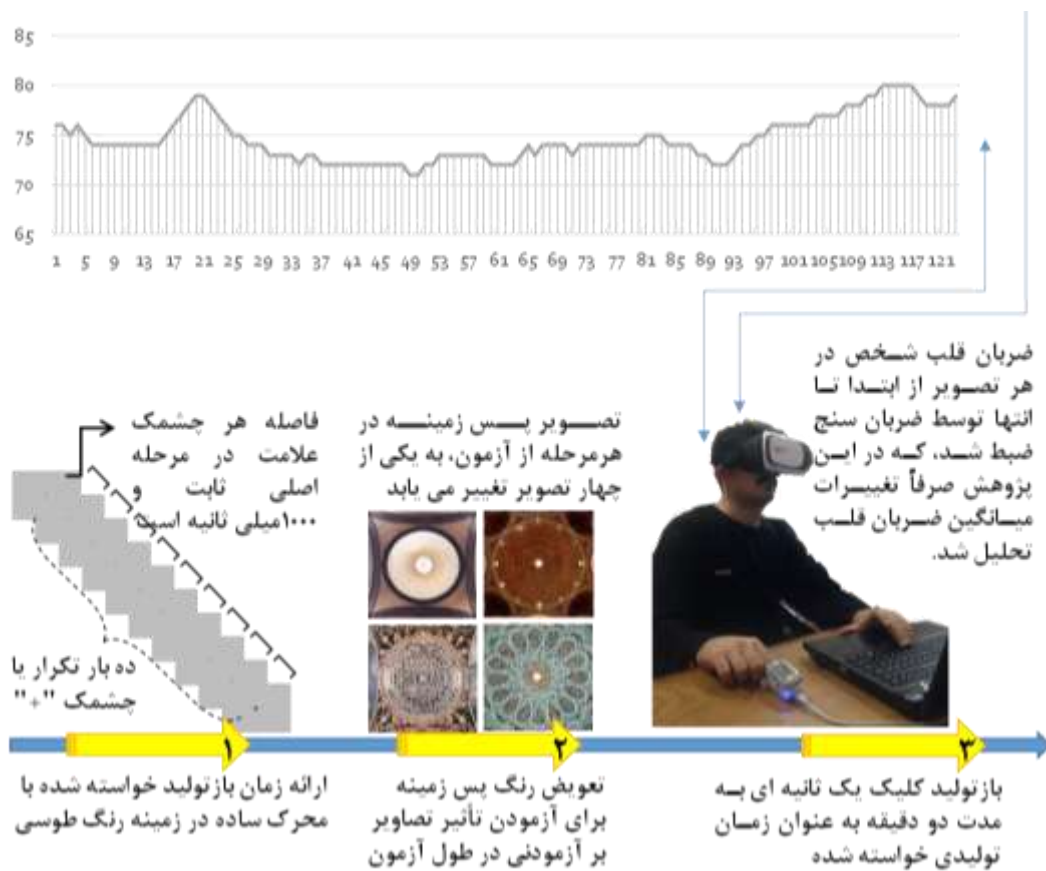 85
80
75
70
65
1 5 9 13 17 21 25 29 33 37 41 45 49 53 57 61 65 69 73 77 81 85 89 93 97 101 105 109 113 117 121
ضربان قلب شخص در
هر تصویر از ابتدا تا
انتها توسط ضربان سنج
ضبط شد، که در این
پژوهش صرفاً تغییرات
میانگین ضربان قلب
تحلیل شد.
تصویر پس زمینه در
هرمرحله از آزمون، به یکی از
چهار تصویر تغییر می یابد
فاصله هر چشمک
علامت در مرحله
اصلی ثابت و
۱۰۰۰میلی ثانیه است
ده بار تکرار یا
چشمک "+"
۱
۲
۳
ارائه زمان بازتولید خواسته شده با
محرک ساده در زمینه رنگ طوسی
تعویض رنگ پس زمینه
برای آزمودن تأثیر تصاویر
بر آزمودنی در طول آزمون
بازتولید کلیک یک ثانیه ای به
مدت دو دقیقه به عنوان زمان
تولیدی خواسته شده